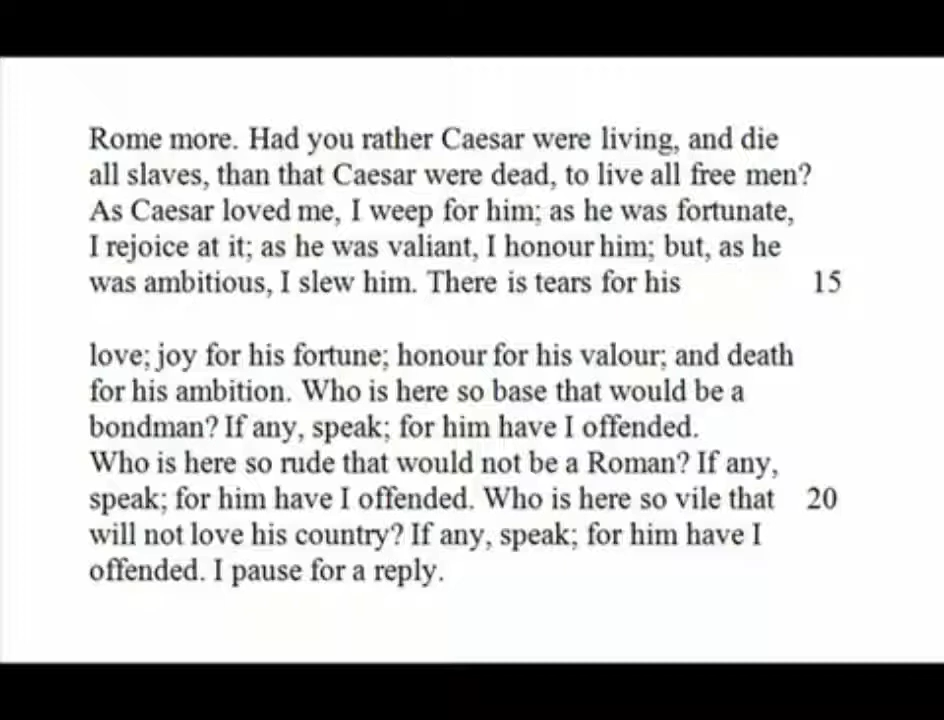 Rome more. Had you rather Caesar were living, and die
all slaves, than that Caesar were dead, to live all free men?
As Caesar loved me, I weep for him; as he was fortunate,
I rejoice at it; as he was valiant, I honour him; but, as he
was ambitious, I slew him. There is tears for his 15
love; joy for his fortune; honour for his valour; and death
for his ambition. Who is here so base that would be a
bondman? If any, speak; for him have I offended.
Who is here so rude that would not be a Roman? If any,
speak; for him have I offended. Who is here so vile that 20
will not love his country? If any, speak; for him have I
offended. I pause for a reply.